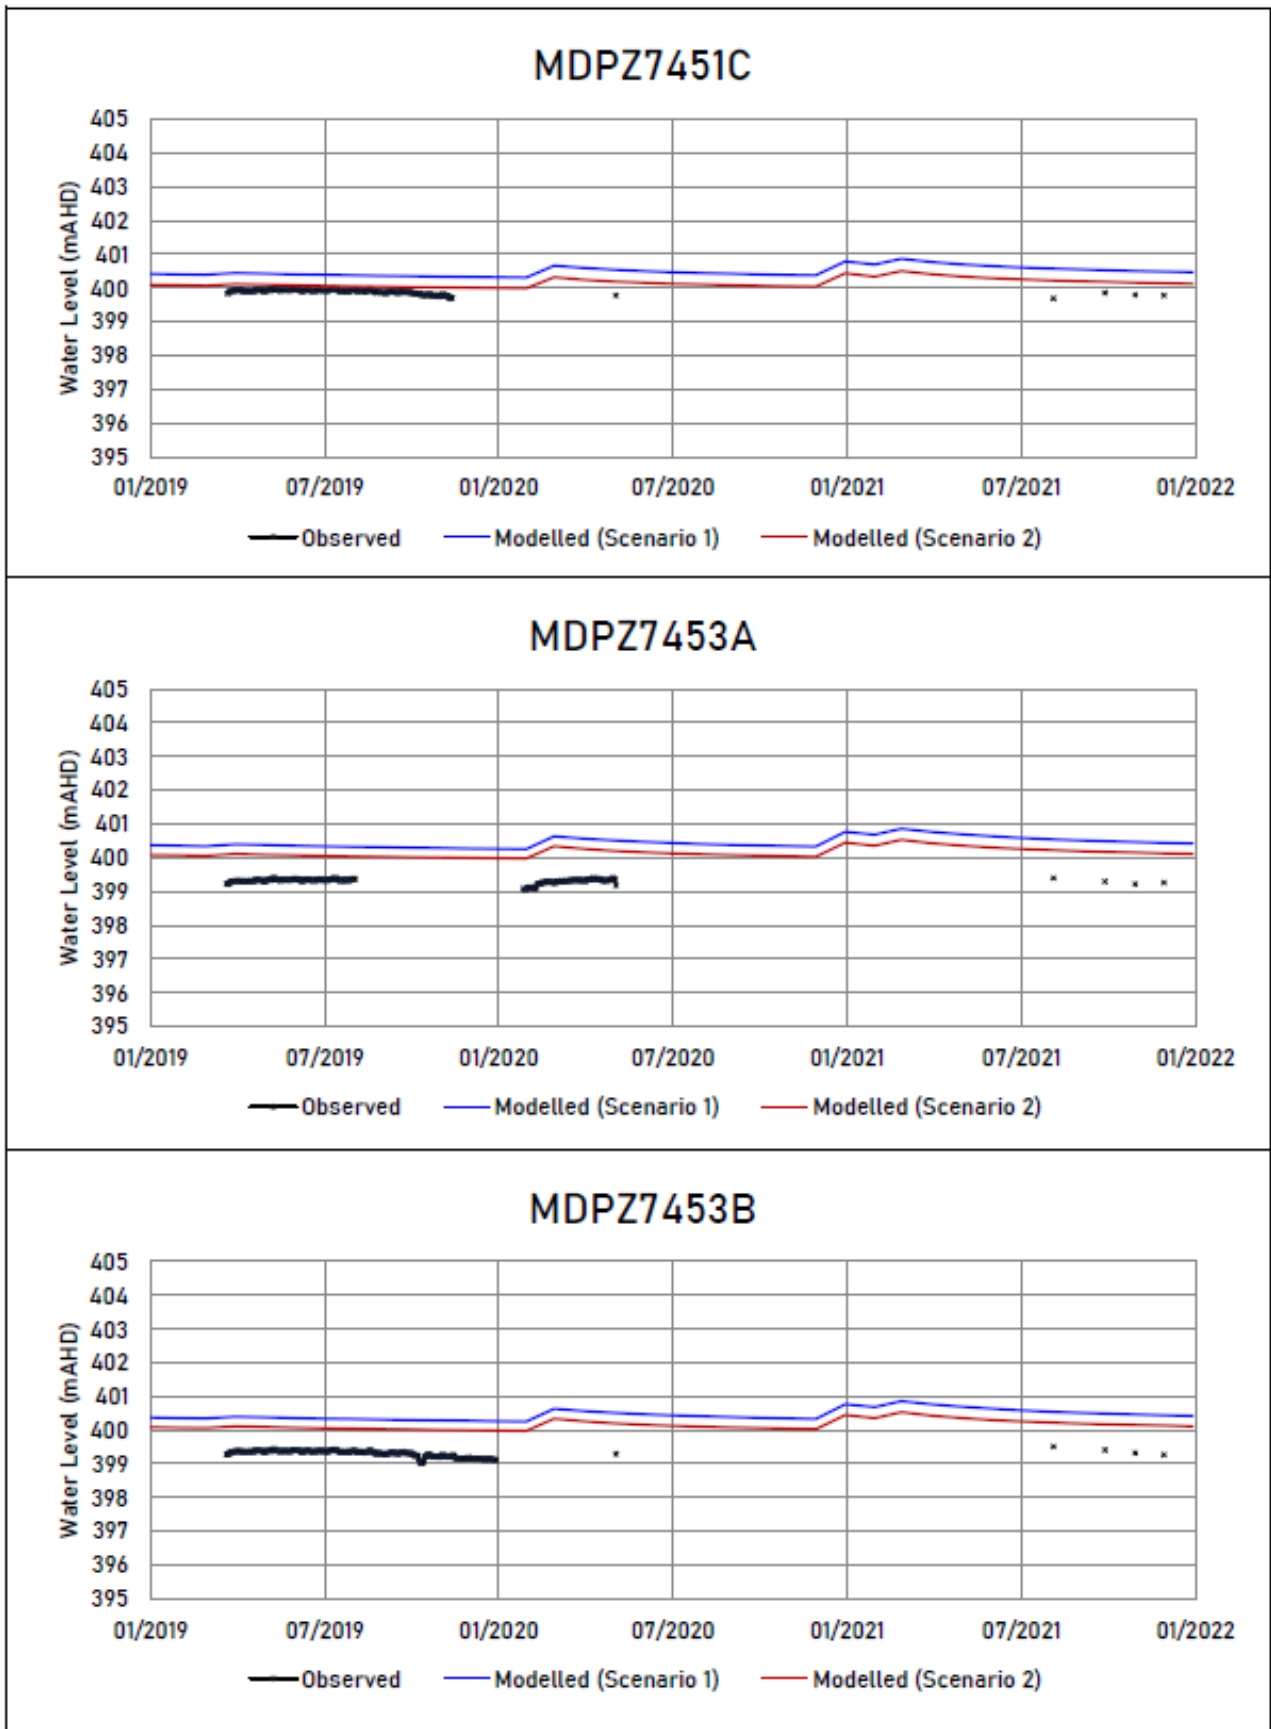 MDPZ7451C
Water Level (mAHD)
405
404
403
402
401
400
399
398
397
396
395
01/2019 07/2019 01/2020 07/2020 01/2021 07/2021 01/2022
Observed Modelled (Scenario 1) Modelled (Scenario 2)
MDPZ7453A
Water Level (mAHD)
405
404
403
402
401
400
399
398
397
396
395
01/2019 07/2019 01/2020 07/2020 01/2021 07/2021 01/2022
Observed Modelled (Scenario 1) Modelled (Scenario 2)
MDPZ7453B
Water Level (mAHD)
405
404
403
402
401
400
399
398
397
396
395
01/2019 07/2019 01/2020 07/2020 01/2021 07/2021 01/2022
Observed Modelled (Scenario 1) Modelled (Scenario 2)